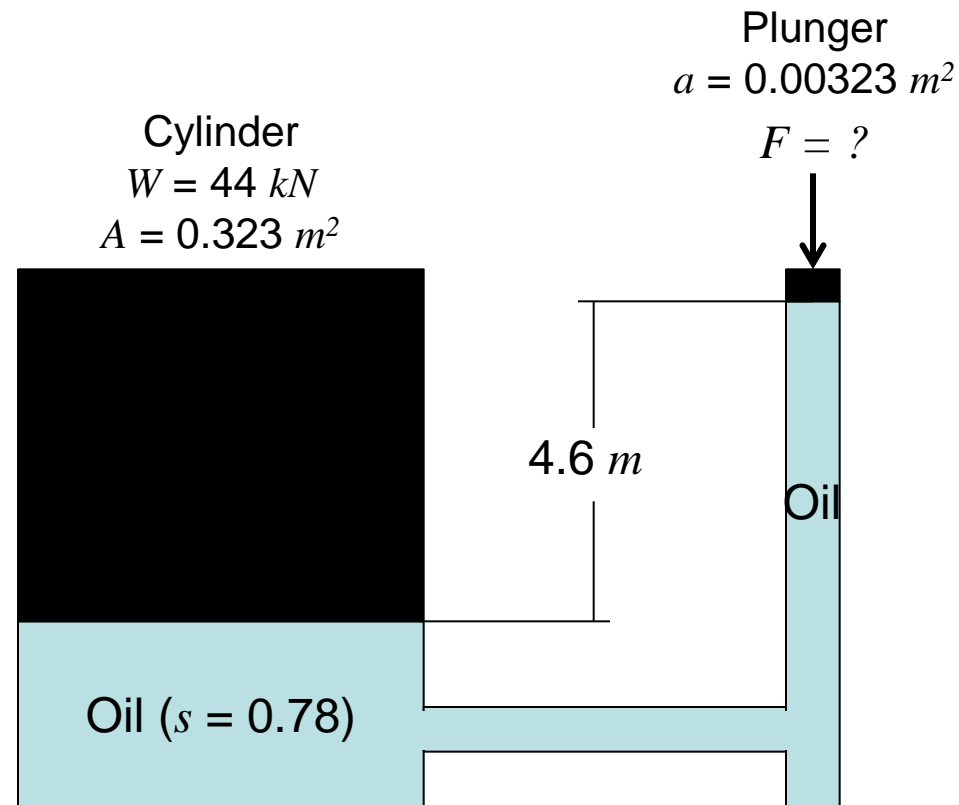 Plunger
a = 0.00323 m²
F = ?
Cylinder
W = 44 kN
A = 0.323 m²
4.6 m
Oil
Oil (s = 0.78)